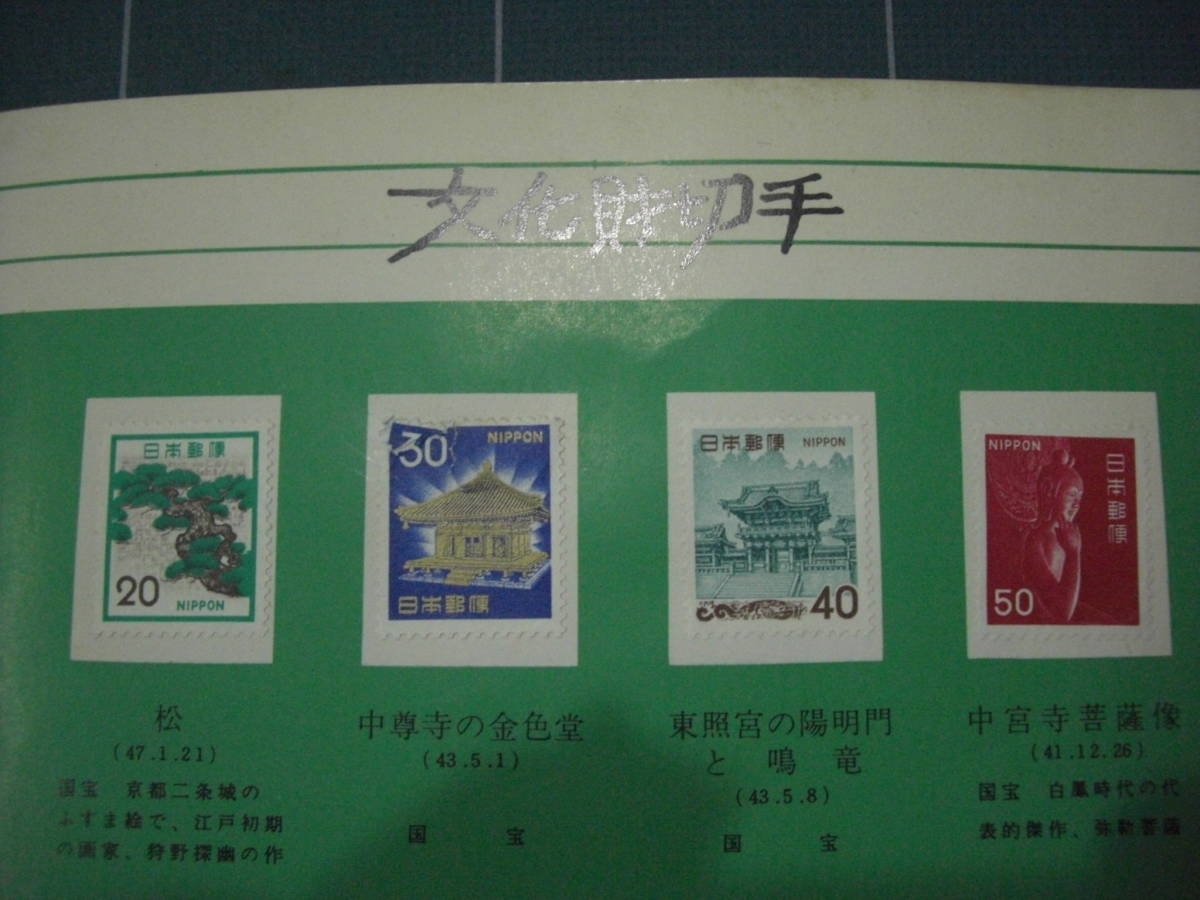 文化財切手
日本郵便
20
NIPPON
30
NIPPON
日本郵便
日本郵便 NIPPON
40
NIPPON
日本郵便
50
松
(47.1.21)
国宝 京都二条城の
ふすま絵で、江戸初期
の画家、狩野探幽の作
中尊寺の金色堂
(43.5.1)
国宝
東照宮の陽明門
と鳴竜
(43.5.8)
国宝
中宮寺菩薩像
(41.12.26)
国宝 白鳳時代の代
表的傑作、弥勒菩薩